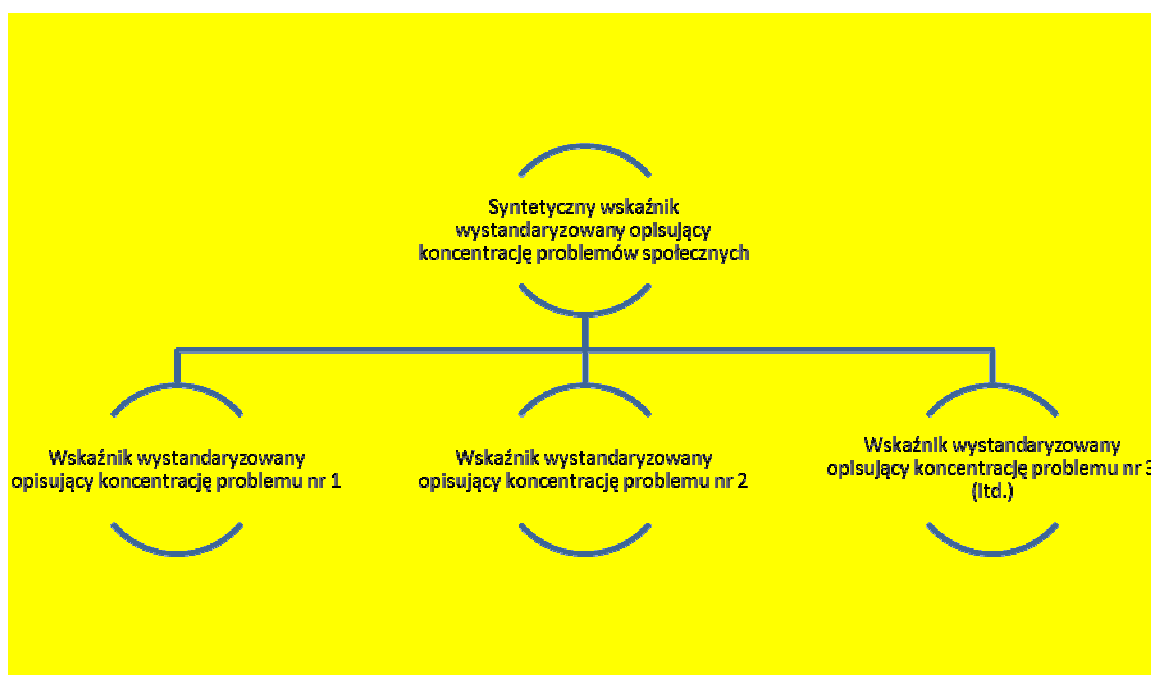 Syntetyczny wskaźnik
wystandaryzowany opisujący
koncentrację problemów społecznych
Wskaźnik wystandaryzowany
opisujący koncentrację problemu nr 1
Wskaźnik wystandaryzowany
opisujący koncentrację problemu nr 2
Wskaźnik wystandaryzowany
opisujący koncentrację problemu nr 3
(itd.)